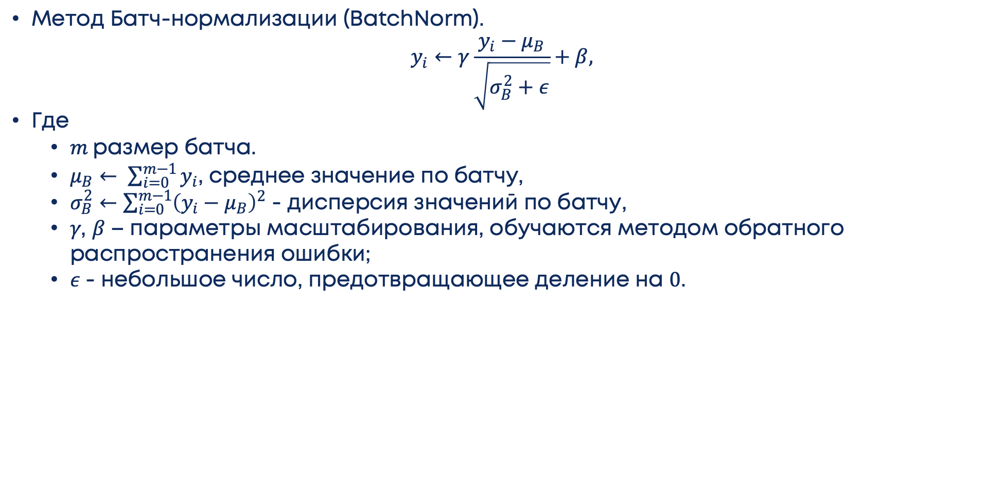 • Метод Батч-нормализации (BatchNorm).
$y_i \leftarrow \gamma \frac{y_i - \mu_B}{\sqrt{\sigma_B^2 + \epsilon}} + \beta,$
• Где
• $m$ размер батча.
• $\mu_B \leftarrow \sum_{i=0}^{m-1} y_i$, среднее значение по батчу,
• $\sigma_B^2 \leftarrow \sum_{i=0}^{m-1} (y_i - \mu_B)^2$ - дисперсия значений по батчу,
• $\gamma, \beta$ – параметры масштабирования, обучаются методом обратного
распространения ошибки;
• $\epsilon$ - небольшое число, предотвращающее деление на 0.